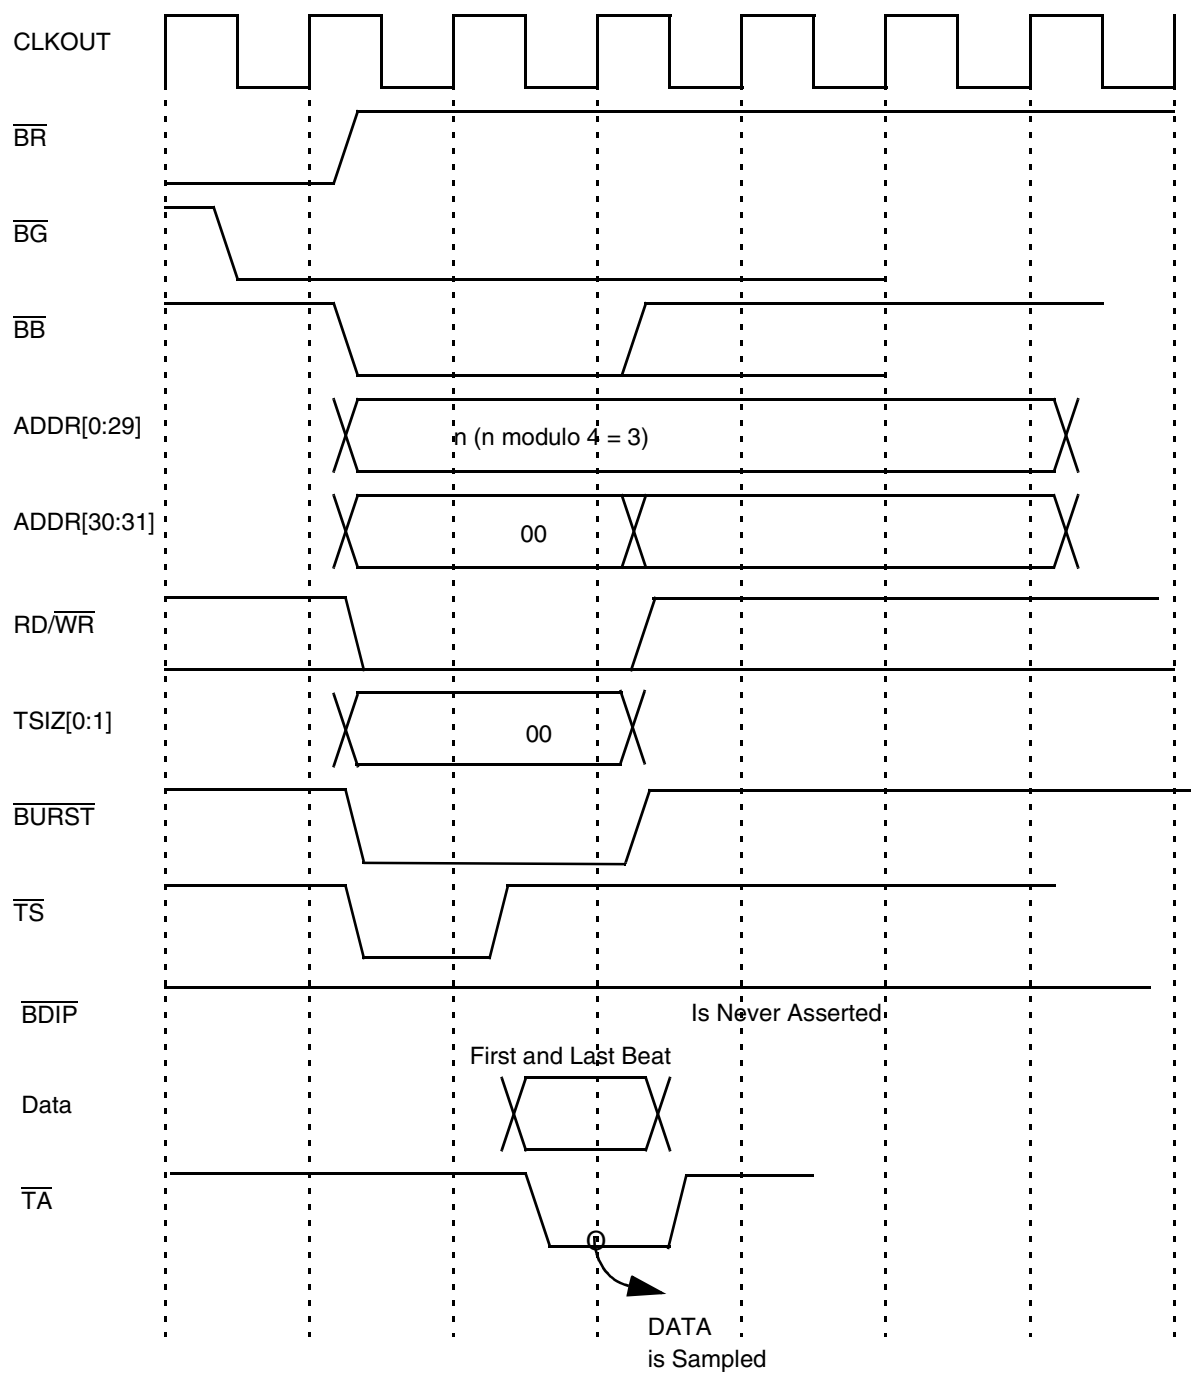 CLKOUT
BR
BG
BB
ADDR[0:29]
n (n modulo 4 = 3)
ADDR[30:31]
00
RD/WR
TSIZ[0:1]
00
BURST
TS
BDIP
Is Never Asserted
First and Last Beat
Data
TA
DATA
is Sampled